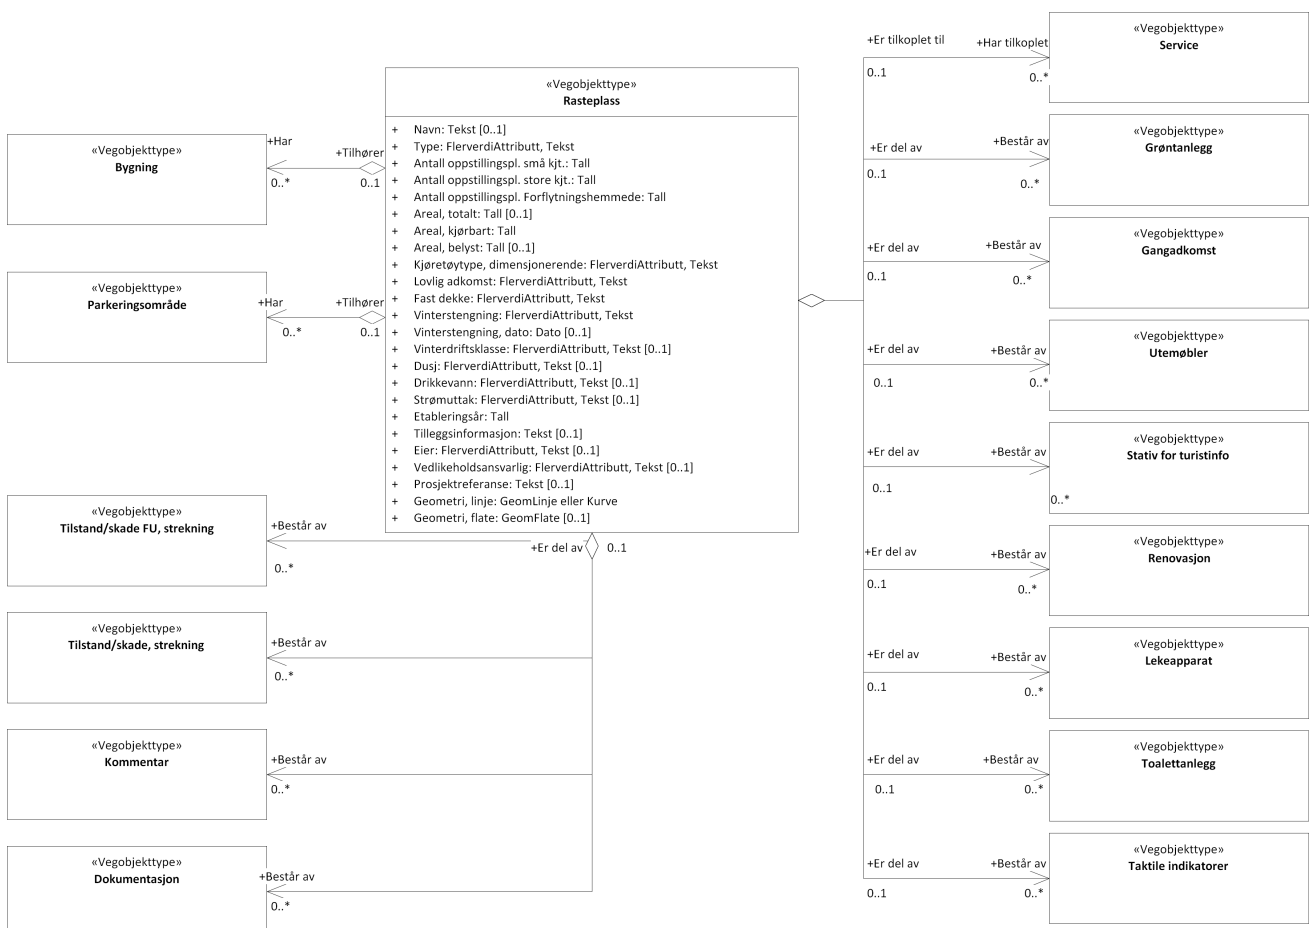 «Vegobjekttype»
Rasteplass
+ Navn: Tekst [0..1]
+ Type: FlerverdiAttributt, Tekst
+ Antall oppstillingspl. små kjt.: Tall
+ Antall oppstillingspl. store kjt.: Tall
+ Antall oppstillingspl. Forflytningshemmede: Tall
+ Areal, totalt: Tall [0..1]
+ Areal, kjørbart: Tall
+ Areal, belyst: Tall [0..1]
+ Kjøretøytype, dimensjonerende: FlerverdiAttributt, Tekst
+ Lovlig adkomst: FlerverdiAttributt, Tekst
+ Fast dekke: FlerverdiAttributt, Tekst
+ Vinterstengning: FlerverdiAttributt, Tekst
+ Vinterstengning, dato: Dato [0..1]
+ Vinterdriftsklasse: FlerverdiAttributt, Tekst [0..1]
+ Dusj: FlerverdiAttributt, Tekst [0..1]
+ Drikkevann: FlerverdiAttributt, Tekst [0..1]
+ Strømuttak: FlerverdiAttributt, Tekst [0..1]
+ Etableringsår: Tall
+ Tilleggsinformasjon: Tekst [0..1]
+ Eier: FlerverdiAttributt, Tekst [0..1]
+ Vedlikeholdsansvarlig: FlerverdiAttributt, Tekst [0..1]
+ Prosjektreferanse: Tekst [0..1]
+ Geometri, linje: GeomLinje eller Kurve
+ Geometri, flate: GeomFlate [0..1]
«Vegobjekttype»
Bygning
+Har
0..*
+Tilhører
0..1
«Vegobjekttype»
Parkeringsområde
+Har
0..*
+Tilhører
0..1
«Vegobjekttype»
Tilstand/skade FU, strekning
+Består av
0..*
+Er del av
0..1
«Vegobjekttype»
Tilstand/skade, strekning
+Består av
0..*
«Vegobjekttype»
Kommentar
+Består av
0..*
«Vegobjekttype»
Dokumentasjon
+Består av
0..*
+Er tilkoplet til
0..1
+Har tilkoplet
0..*
«Vegobjekttype»
Service
+Er del av
0..1
+Består av
0..*
«Vegobjekttype»
Grøntanlegg
+Er del av
0..1
+Består av
0..*
«Vegobjekttype»
Gangadkomst
+Er del av
0..1
+Består av
0..*
«Vegobjekttype»
Utemøbler
+Er del av
0..1
+Består av
0..*
«Vegobjekttype»
Stativ for turistinfo
+Er del av
0..1
+Består av
0..*
«Vegobjekttype»
Renovasjon
+Er del av
0..1
+Består av
0..*
«Vegobjekttype»
Lekeapparat
+Er del av
0..1
+Består av
0..*
«Vegobjekttype»
Toalettanlegg
+Er del av
0..1
+Består av
0..*
«Vegobjekttype»
Taktile indikatorer